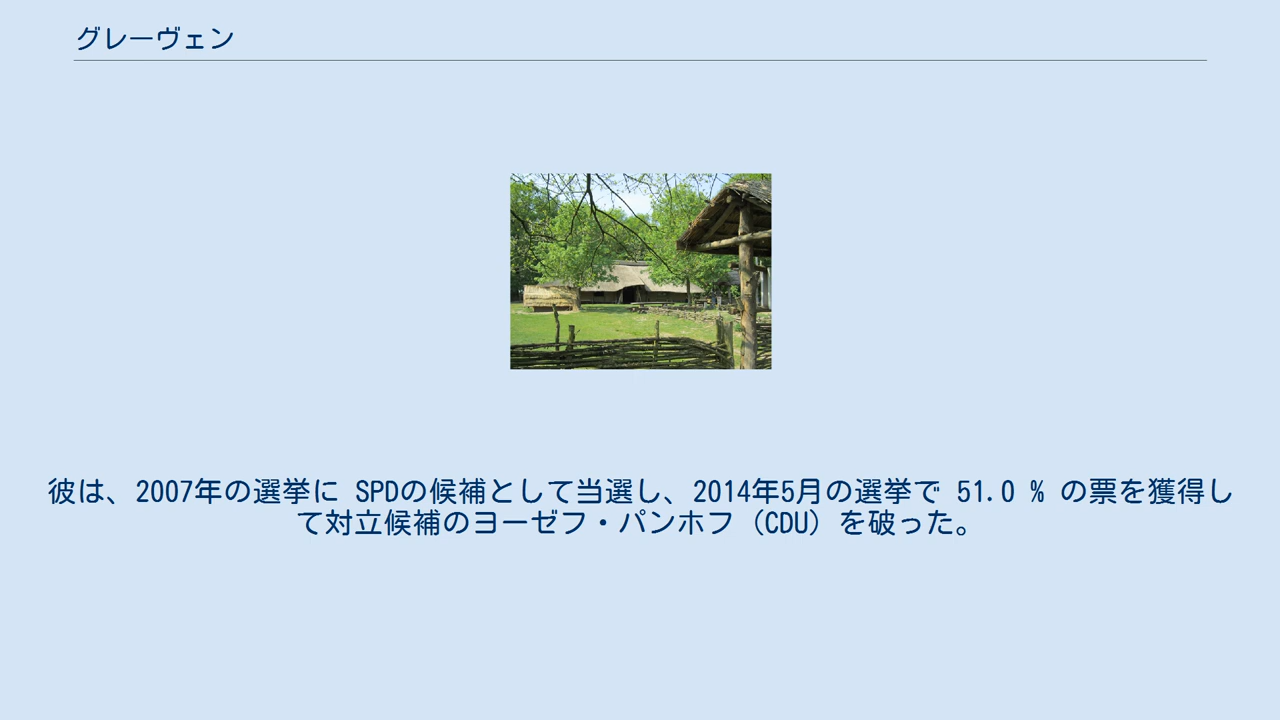 グレーヴェン
彼は、2007年の選挙に SPDの候補として当選し、2014年5月の選挙で 51.0 % の票を獲得し
て対立候補のヨーゼフ・パンホフ（CDU）を破った。